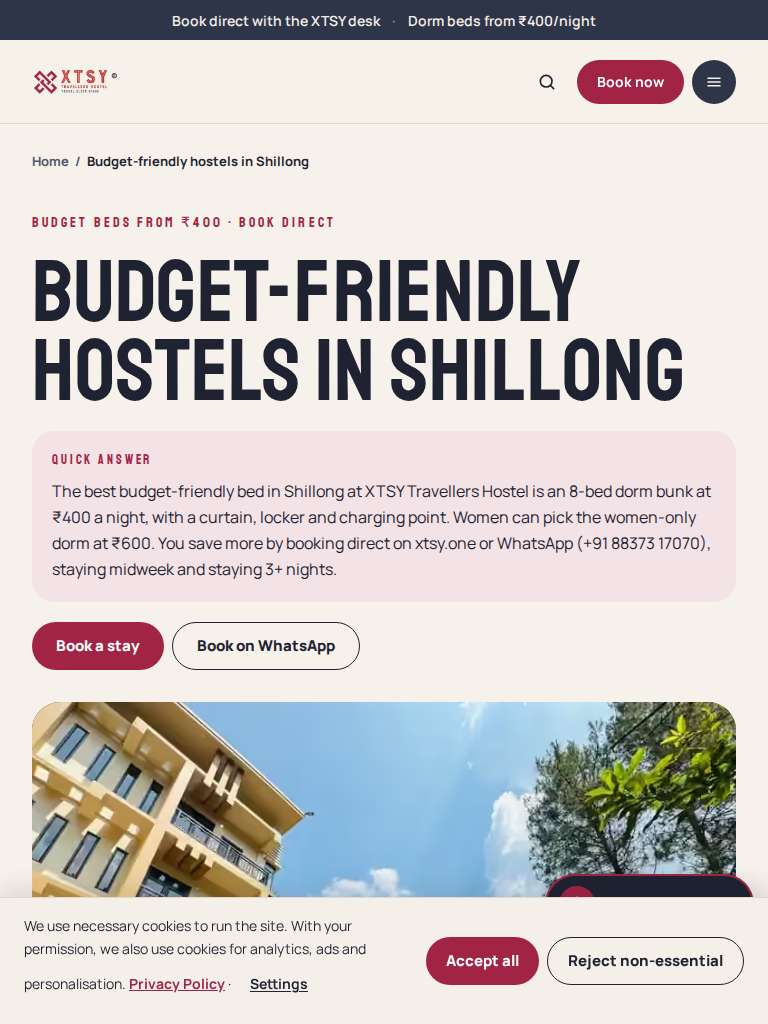 Book direct with the XTSY desk · Dorm beds from ₹400/night
XTSY
TRAVELLERS HOSTEL
Book now
Home / Budget-friendly hostels in Shillong
BUDGET BEDS FROM ₹400 · BOOK DIRECT
BUDGET-FRIENDLY
HOSTELS IN SHILLONG
QUICK ANSWER
The best budget-friendly bed in Shillong at XTSY Travellers Hostel is an 8-bed dorm bunk at
₹400 a night, with a curtain, locker and charging point. Women can pick the women-only
dorm at ₹600. You save more by booking direct on xtsy.one or WhatsApp (+91 88373 17070),
staying midweek and staying 3+ nights.
Book a stay Book on WhatsApp
We use necessary cookies to run the site. With your
permission, we also use cookies for analytics, ads and
personalisation. Privacy Policy · Settings
Accept all Reject non-essential